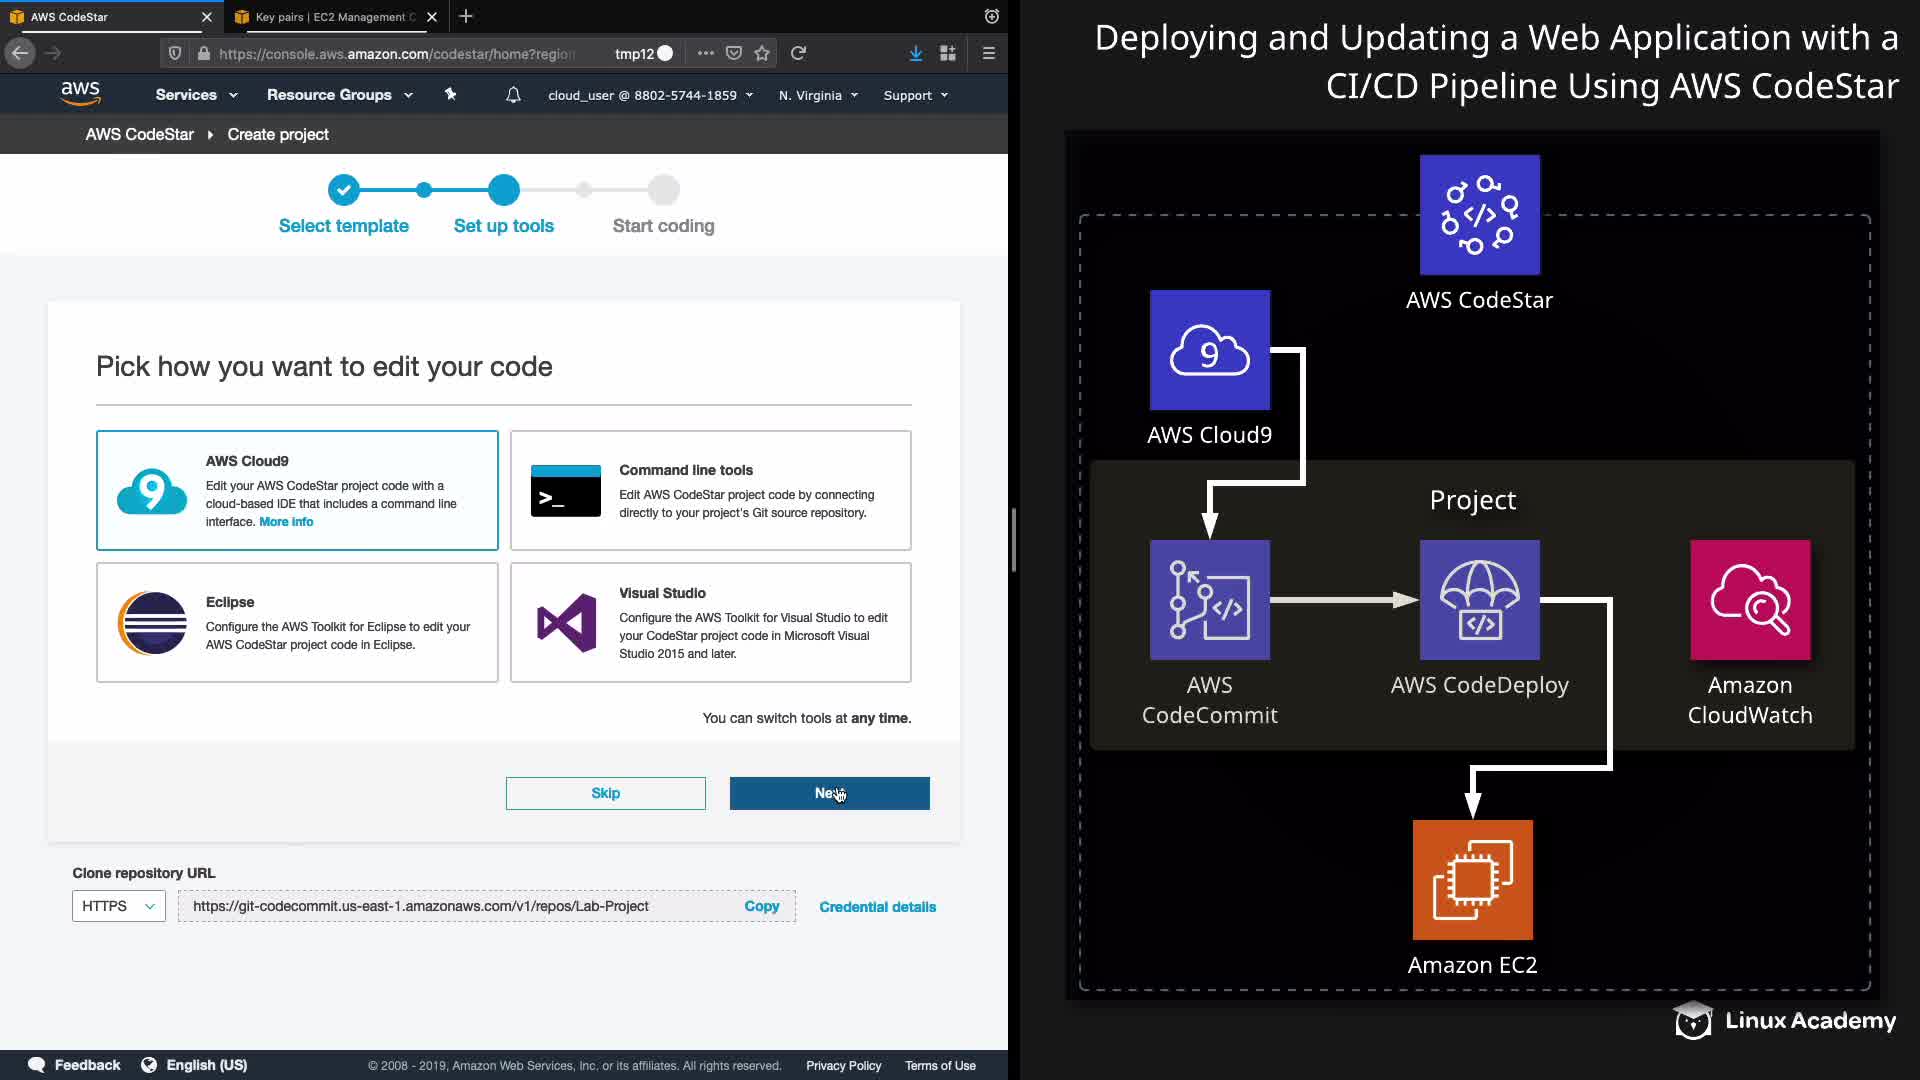 AWS CodeStar
Key pairs | EC2 Management C
https://console.aws.amazon.com/codestar/home?regio
tmp12
aws
Services
Resource Groups
cloud_user @ 8802-5744-1859
N. Virginia
Support
AWS CodeStar
Create project
Select template
Set up tools
Start coding
Pick how you want to edit your code
AWS Cloud9
Edit your AWS CodeStar project code with a
cloud-based IDE that includes a command line
interface. More info
Command line tools
Edit AWS CodeStar project code by connecting
directly to your project's Git source repository.
Eclipse
Configure the AWS Toolkit for Eclipse to edit your
AWS CodeStar project code in Eclipse.
Visual Studio
Configure the AWS Toolkit for Visual Studio to edit
your CodeStar project code in Microsoft Visual
Studio 2015 and later.
You can switch tools at any time.
Skip
Clone repository URL
HTTPS
https://git-codecommit.us-east-1.amazonaws.com/v1/repos/Lab-Project
Copy
Credential details
Feedback
English (US)
© 2008 - 2019, Amazon Web Services, Inc. or its affiliates. All rights reserved.
Privacy Policy
Terms of Use
Deploying and Updating a Web Application with a
CI/CD Pipeline Using AWS CodeStar
AWS CodeStar
9
AWS Cloud9
Project
AWS
CodeCommit
AWS CodeDeploy
Amazon
CloudWatch
Amazon EC2
Linux Academy